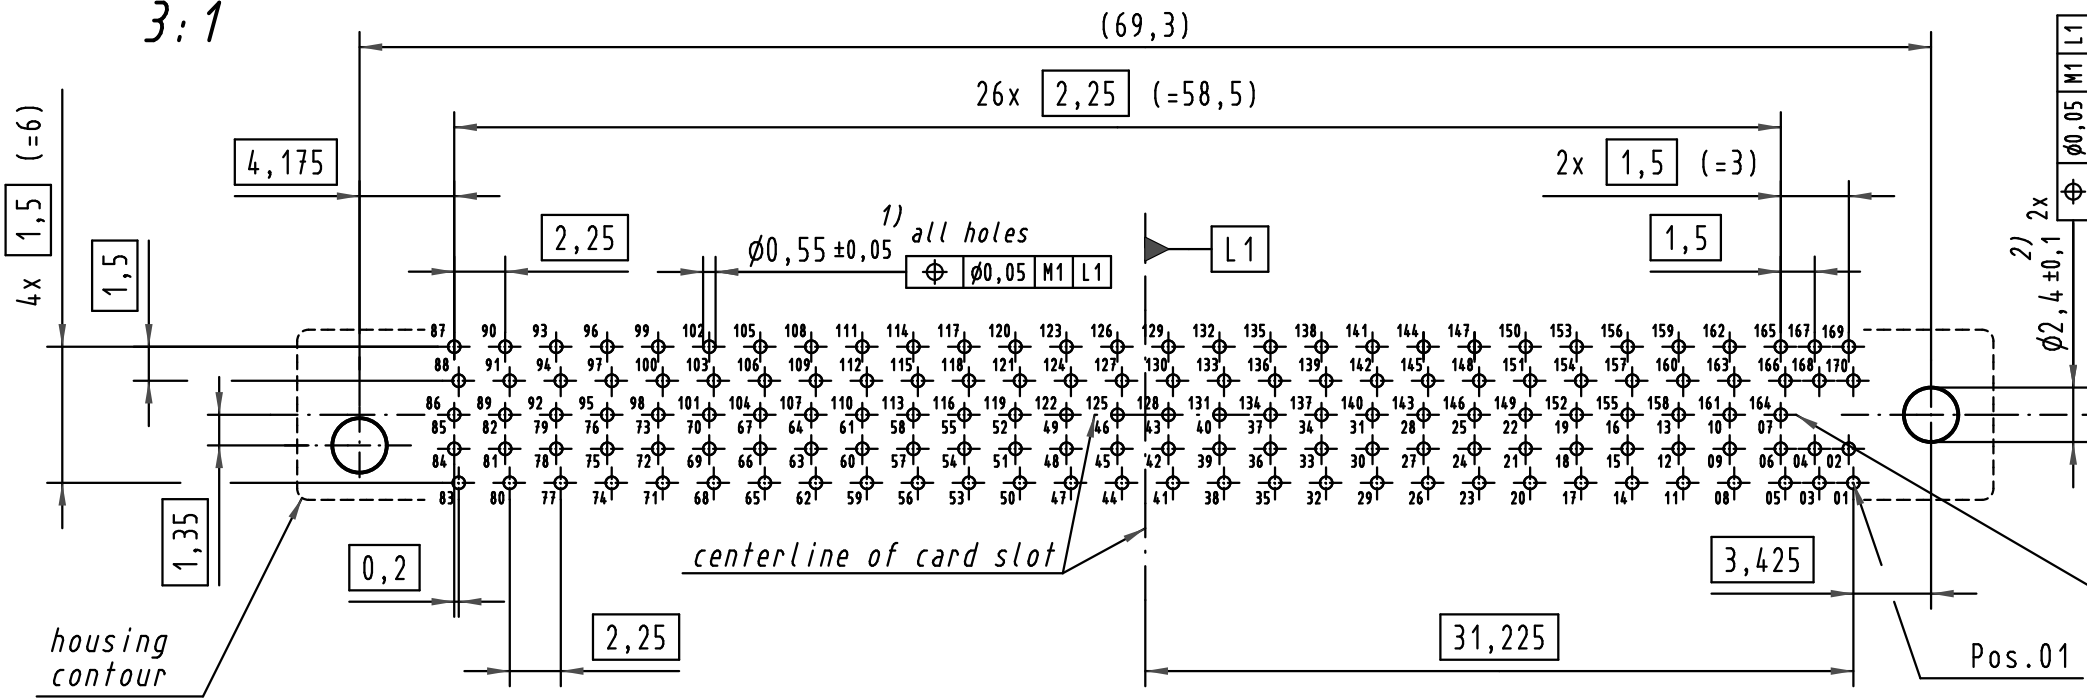 3:1
(69,3)
26x 2,25 (=58,5)
4,175
2x 1,5 (=3)
4x 1,5 (=6)
1,5
2,25
1)
Ø0,55 ±0,05 all holes
⌖ Ø0,05 M1 L1
L1
1,5
2)
Ø2,4 ±0,1 2x
⌖ Ø0,05 M1 L1
87 90 93 96 99 102 105 108 111 114 117 120 123 126 129 132 135 138 141 144 147 150 153 156 159 162 165 167 169
88 91 94 97 100 103 106 109 112 115 118 121 124 127 130 133 136 139 142 145 148 151 154 157 160 163 166 168 170
86 89 92 95 98 101 104 107 110 113 116 119 122 125 128 131 134 137 140 143 146 149 152 155 158 161 164
85 82 79 76 73 70 67 64 61 58 55 52 49 46 43 40 37 34 31 28 25 22 19 16 13 10 07
84 81 78 75 72 69 66 63 60 57 54 51 48 45 42 39 36 33 30 27 24 21 18 15 12 09 06 04 02
83 80 77 74 71 68 65 62 59 56 53 50 47 44 41 38 35 32 29 26 23 20 17 14 11 08 05 03 01
1,35
0,2
centerline of card slot
3,425
2,25
31,225
housing
contour
Pos.01